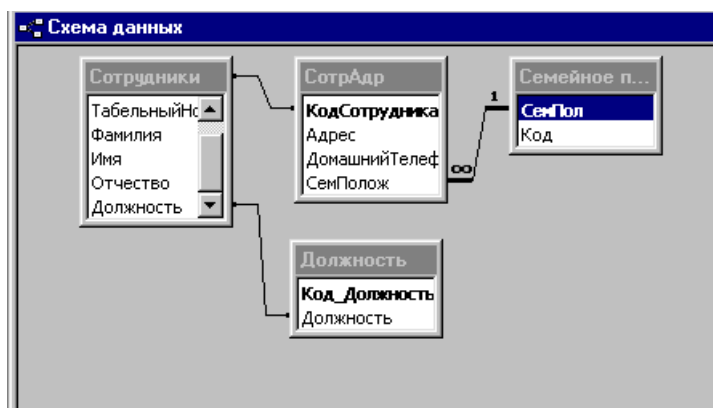 Схема данных
Сотрудники
ТабельныйНо
Фамилия
Имя
Отчество
Должность
СотрАдр
КодСотрудника
Адрес
ДомашнийТелеф
СемПолож
Семейное п...
СемПол
Код
1
∞
Должность
Код_Должность
Должность